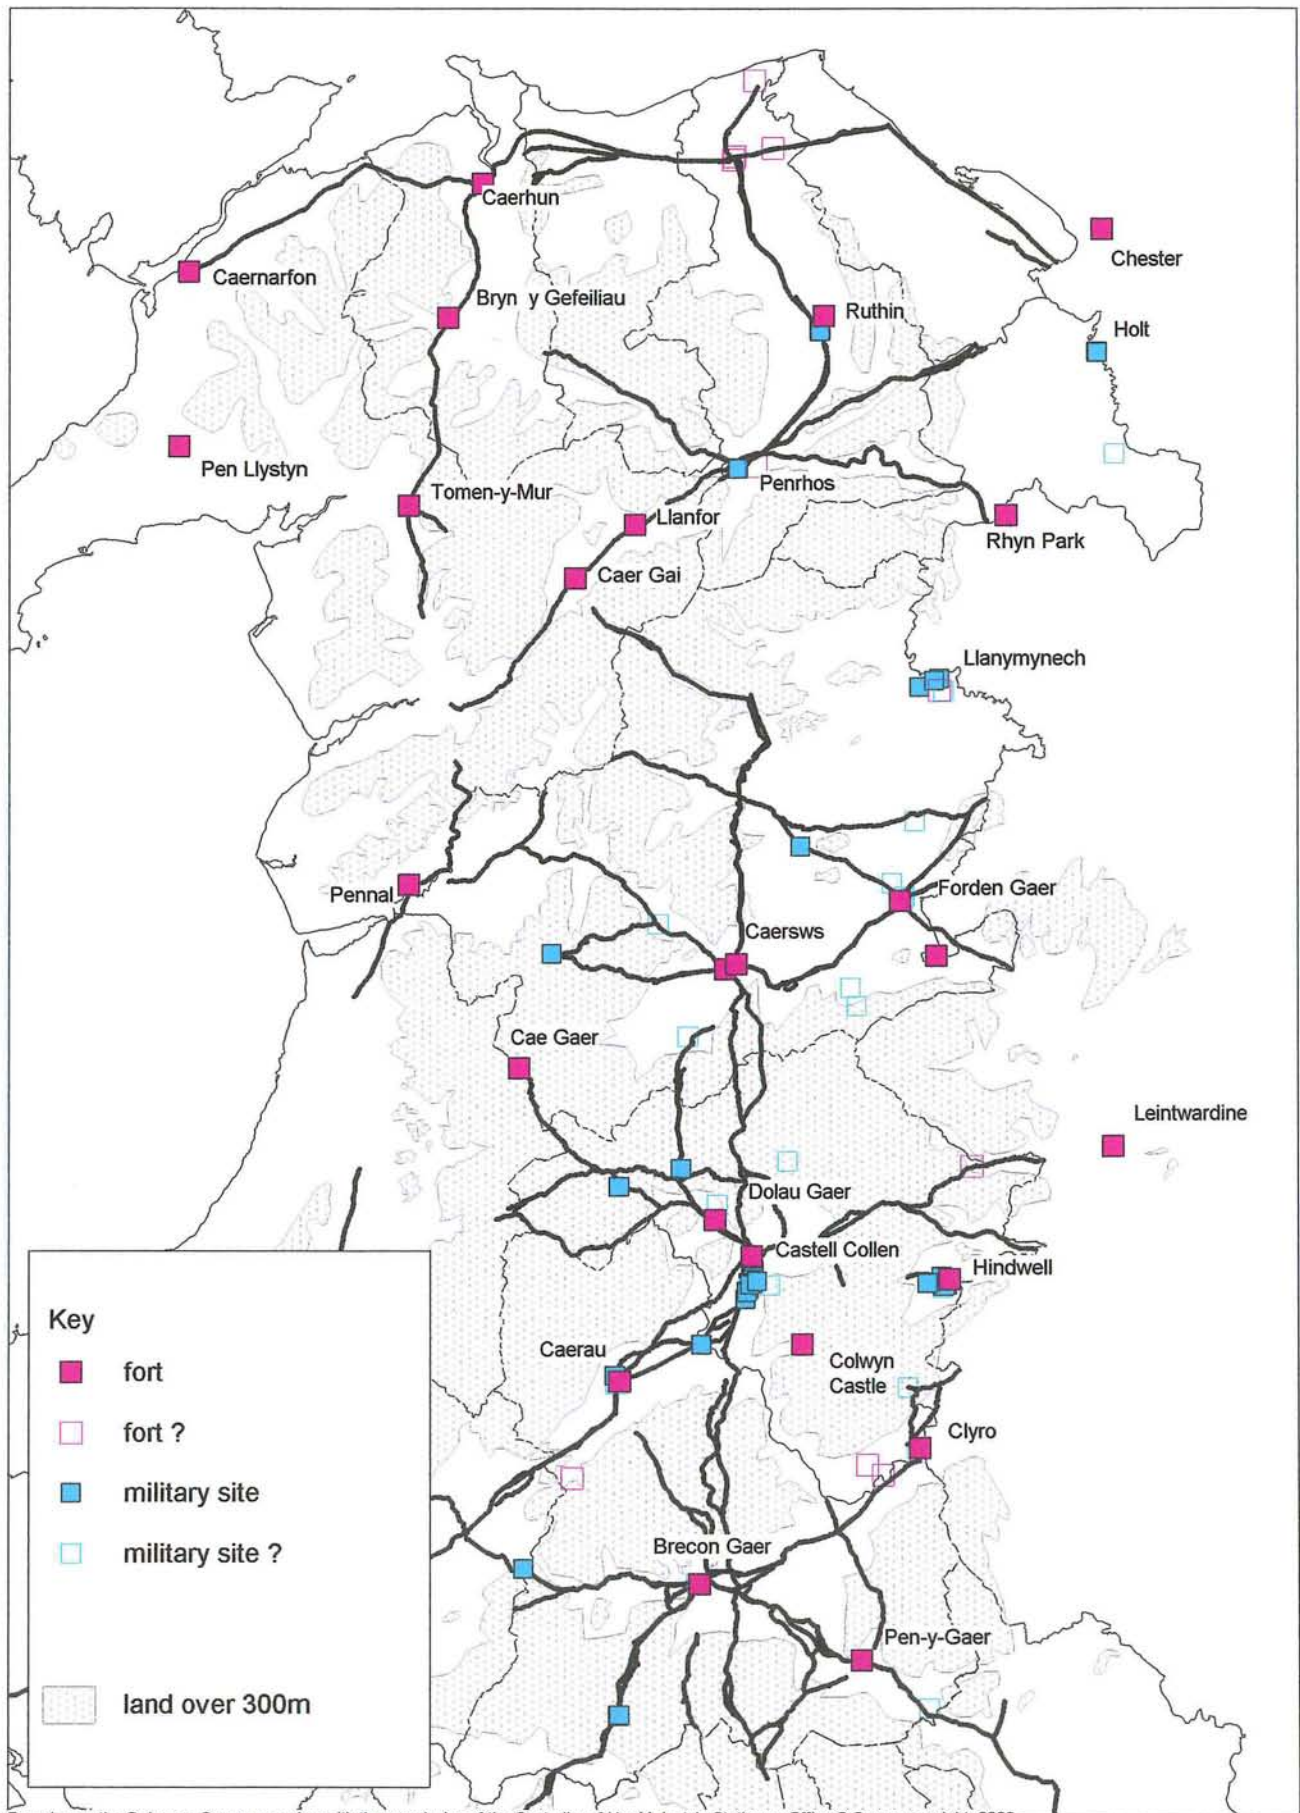 Caerhun
Chester
Caernarfon
Bryn y Gefeiliau
Ruthin
Holt
Pen Llystyn
Penrhos
Tomen-y-Mur
Llanfor
Rhyn Park
Caer Gai
Llanymynech
Pennal
Forden Gaer
Caersws
Cae Gaer
Leintwardine
Dolau Gaer
Castell Collen
Hindwell
Caerau
Colwyn
Castle
Clyro
Brecon Gaer
Pen-y-Gaer
Key
fort
fort ?
military site
military site ?
land over 300m